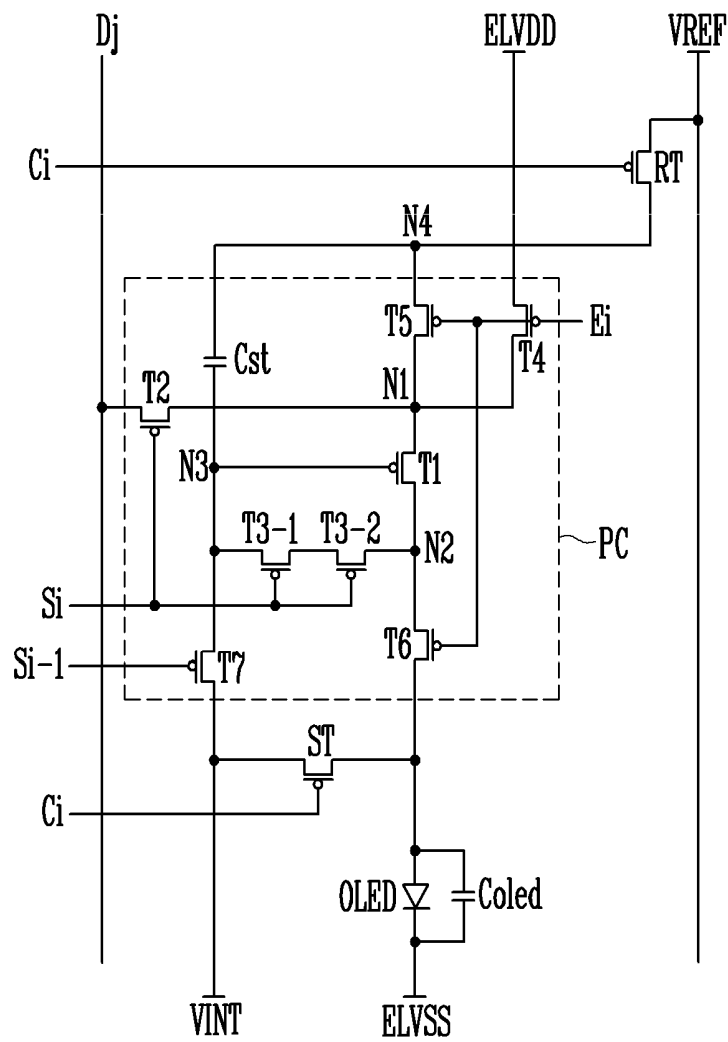 Dj
ELVDD
VREF
Ci
RT
N4
T5
Ei
T4
Cst
T2
N1
N3
T1
T3-1
T3-2
N2
PC
Si
T6
Si-1
T7
ST
Ci
OLED
Coled
VINT
ELVSS